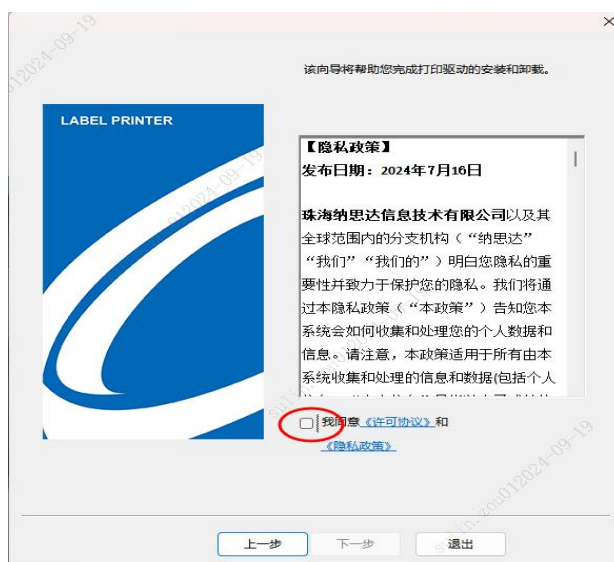 该向导将帮助您完成打印驱动的安装和卸载。
LABEL PRINTER
【隐私政策】
发布日期：2024年7月16日
珠海纳思达信息技术有限公司以及其
全球范围内的分支机构（“纳思达”
“我们”“我们的”）明白您隐私的重
要性并致力于保护您的隐私。我们将通
过本隐私政策（“本政策”）告知您本
系统会如何收集和处理您的个人数据和
信息。请注意，本政策适用于所有由本
系统收集和处理的信息和数据(包括个人
我同意《许可协议》和
《隐私政策》
上一步
下一步
退出
012024-09-19
sulin.zou012024-09-19